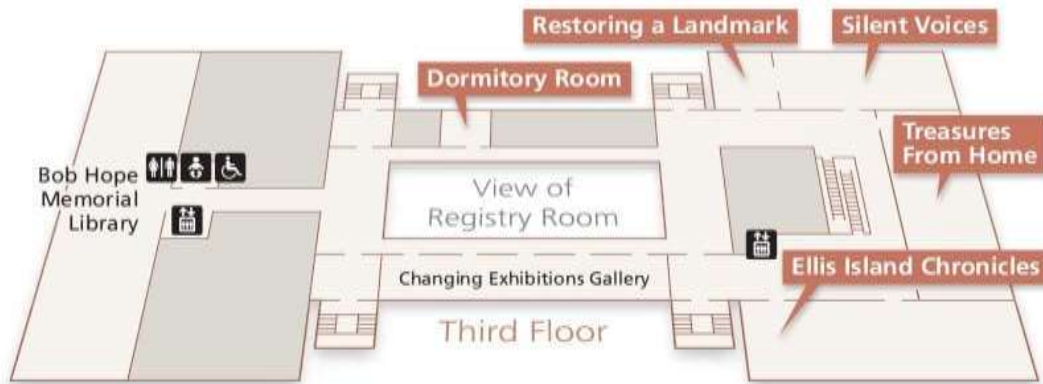 Restoring a Landmark
Silent Voices
Dormitory Room
Treasures
From Home
Bob Hope
Memorial
Library
View of
Registry Room
Ellis Island Chronicles
Changing Exhibitions Gallery
Third Floor